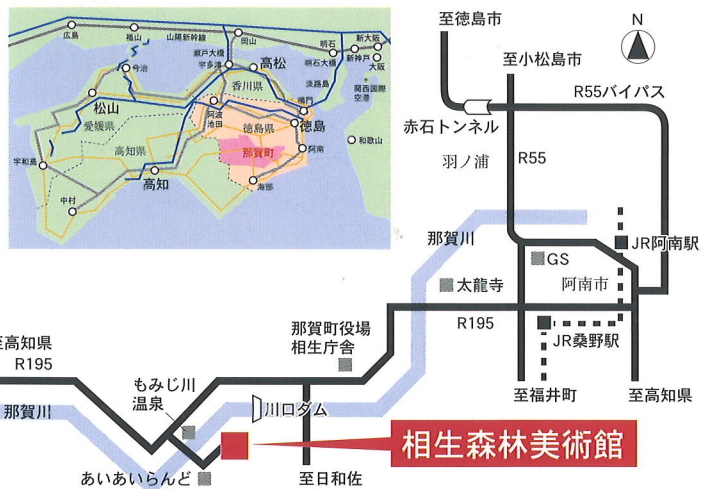 広島
福山
山陽新幹線
岡山
新大阪
明石
新神戸
大阪
瀬戸大橋
宇多津
高松
明石大橋
淡路島
関西国際
空港
今治
香川県
鳴門
松山
愛媛県
阿波
池田
徳島県
徳島
和歌山
高知県
那賀町
阿南
宇和島
高知
海部
中村
至徳島市
N
至小松島市
R55バイパス
赤石トンネル
羽ノ浦
R55
那賀川
JR阿南駅
GS
太龍寺
阿南市
R195
JR桑野駅
那賀町役場
相生庁舎
至高知県
R195
もみじ川
温泉
至福井町
至高知県
那賀川
川口ダム
相生森林美術館
あいあいらんど
至日和佐